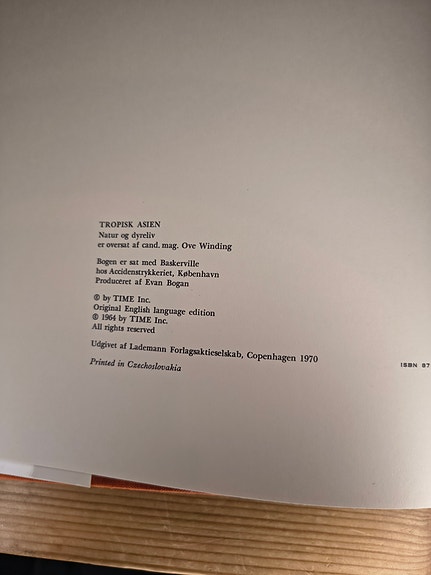 TROPISK ASIEN
Natur og dyreliv
er oversat af cand. mag. Ove Winding
Bogen er sat med Baskerville
hos Accidenstrykkeriet, København
Produceret af Evan Bogan
® by TIME Inc.
Original English language edition
© 1964 by TIME Inc.
All rights reserved
Udgivet af Lademann Forlagsaktieselskab, Copenhagen 1970
Printed in Czechoslovakia
ISBN 87